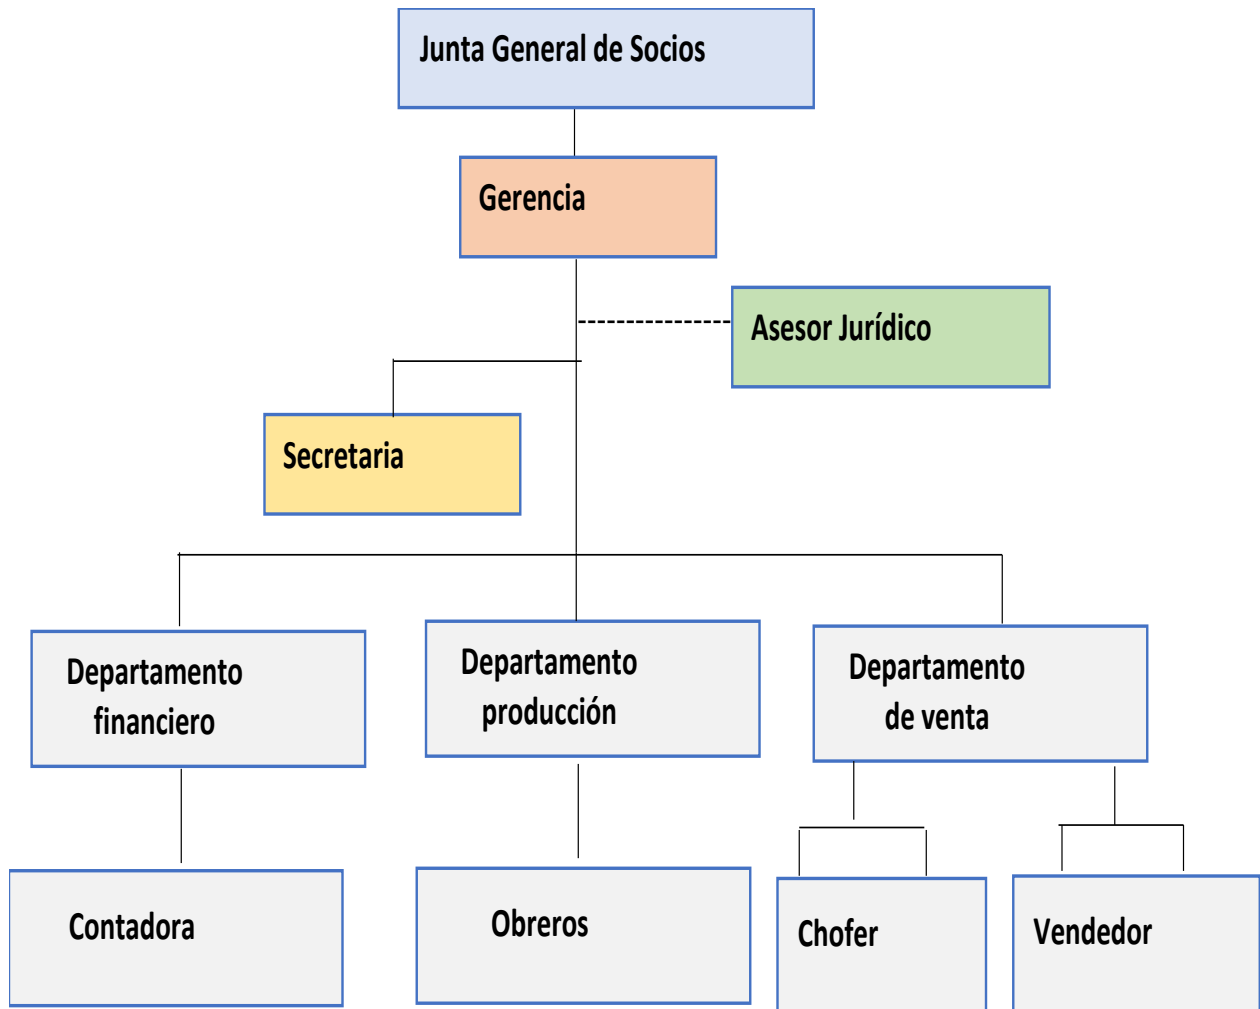 Junta General de Socios
Gerencia
Asesor Jurídico
Secretaria
Departamento
financiero
Departamento
producción
Departamento
de venta
Contadora
Obreros
Chofer
Vendedor